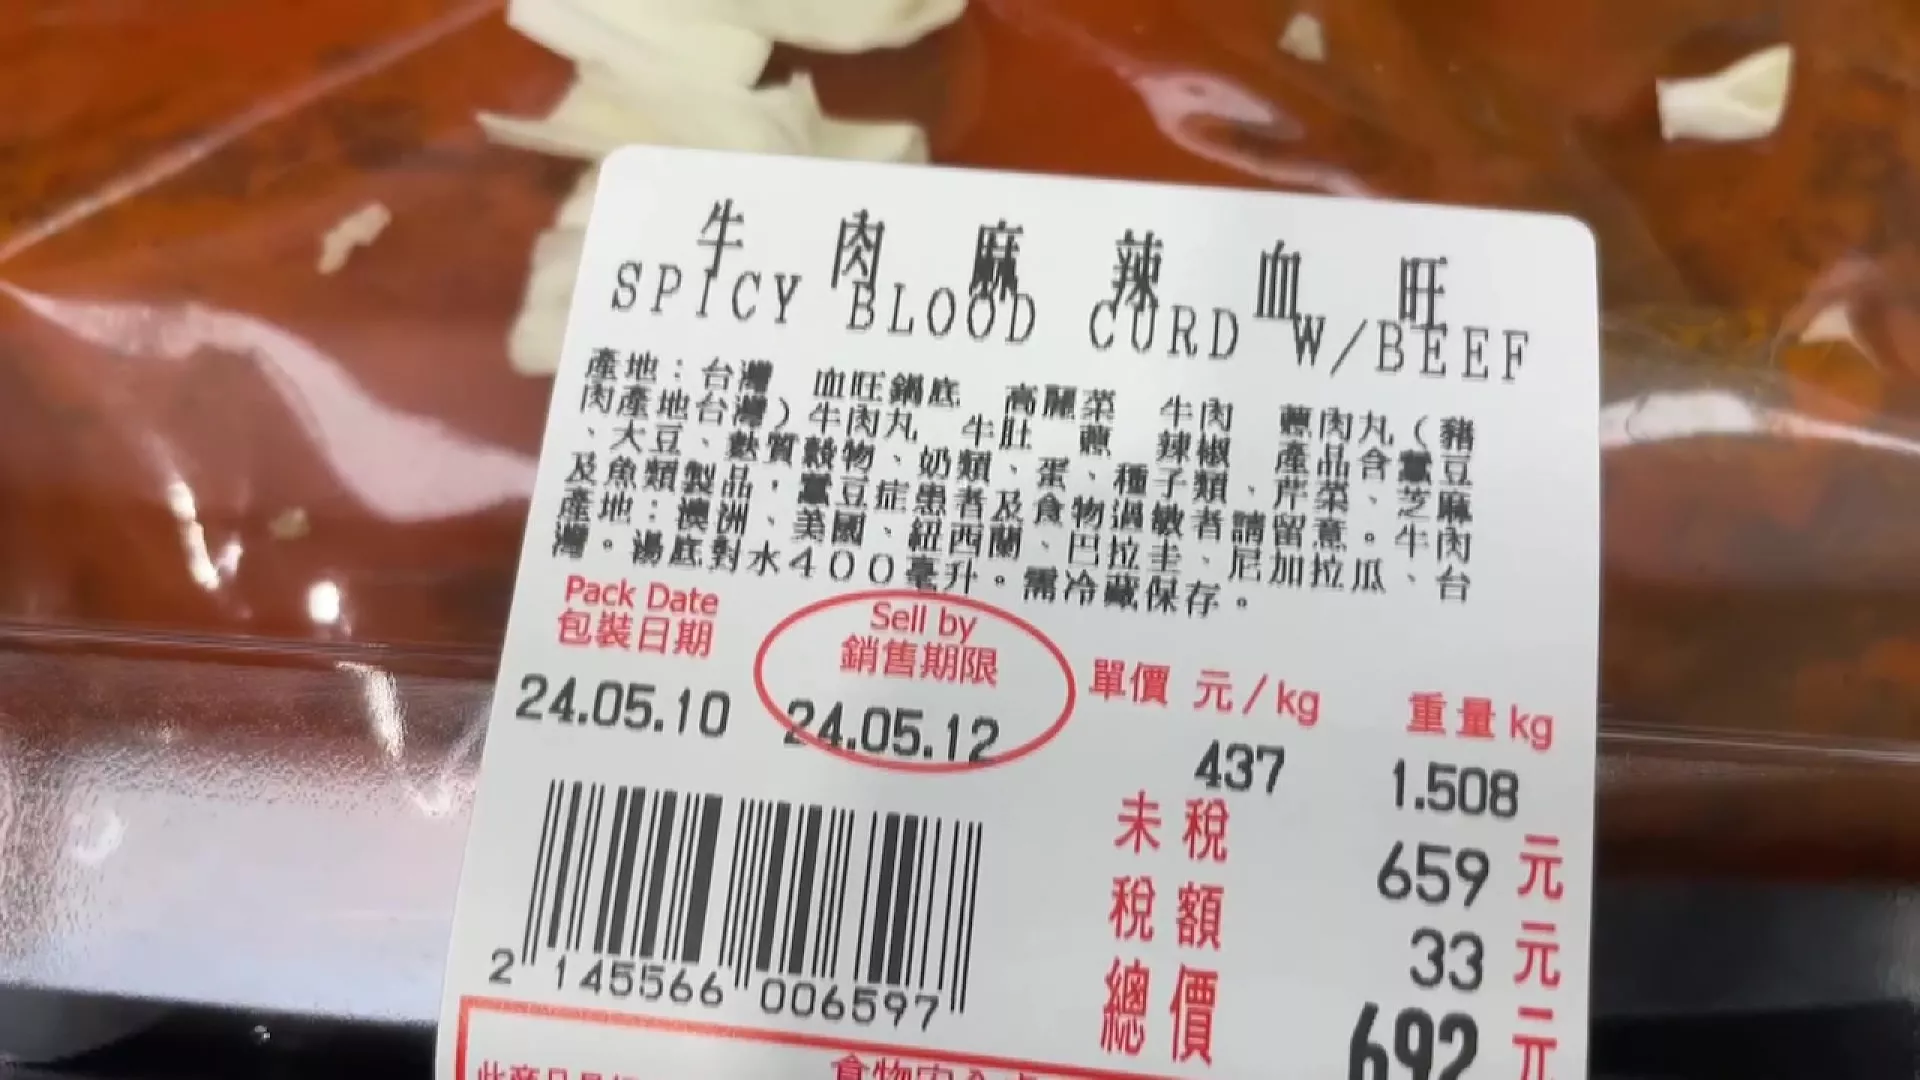 牛肉麻辣血旺
SPICY BLOOD CURD W/BEEF
產地：台灣 血旺鍋底 高麗菜 牛肉 蔥肉丸（豬
肉產地台灣）牛肉丸 牛肚 蔥 辣椒 產品含蠶豆
、大豆、麩質穀物、奶類、蛋、種子類、芹菜、芝麻
及魚類製品，蠶豆症患者及食物過敏者請留意。牛肉
產地：澳洲、美國、紐西蘭、巴拉圭、尼加拉瓜、台
灣。湯底對水400毫升。需冷藏保存。
Pack Date Sell by
包裝日期 銷售期限 單價 元/kg 重量kg
24.05.10 24.05.12 437 1.508
未稅 659 元
稅額 33 元
總價 692 元
2 145566 006597